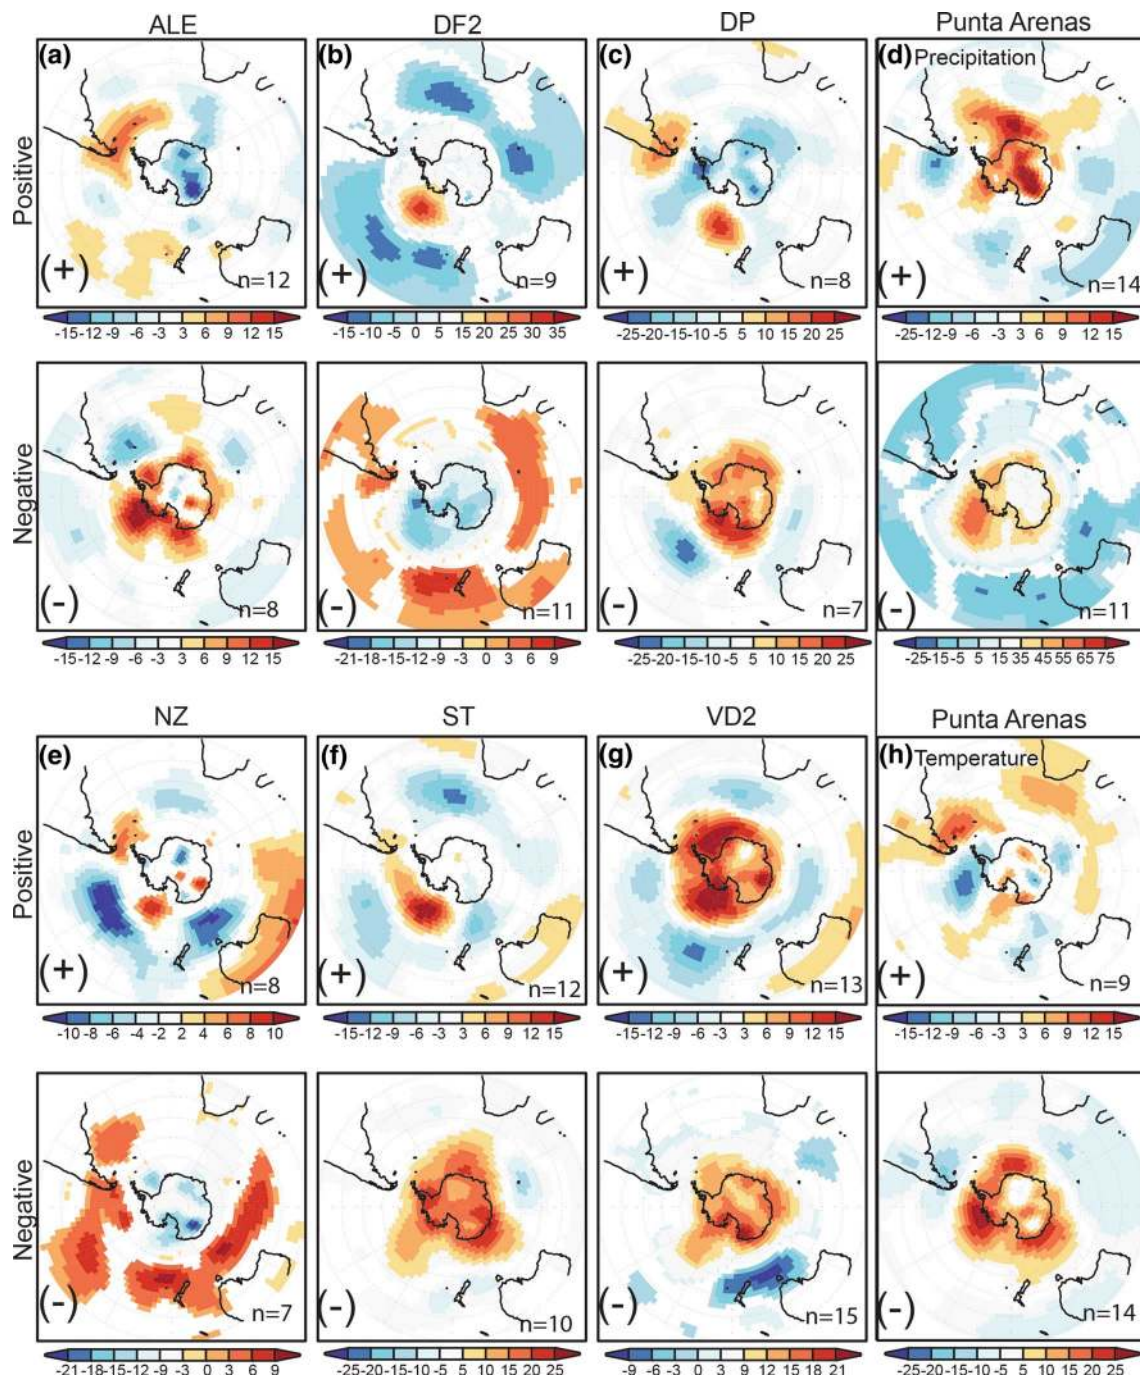 ALE DF2 DP Punta Arenas
Positive
(a) (b) (c) (d) Precipitation
(+) n=12 (+) n=9 (+) n=8 (+) n=14
-15-12 -9 -6 -3 3 6 9 12 15 -15-10 -5 0 5 15 20 25 30 35 -25-20-15-10 -5 5 10 15 20 25 -25-12 -9 -6 -3 3 6 9 12 15
Negative
(-) n=8 (-) n=11 (-) n=7 (-) n=11
-15-12 -9 -6 -3 3 6 9 12 15 -21-18-15-12 -9 -6 -3 0 3 6 9 -25-20-15-10 -5 5 10 15 20 25 -25-15 -5 5 15 35 45 55 65 75
NZ ST VD2 Punta Arenas
Positive
(e) (f) (g) (h) Temperature
(+) n=8 (+) n=12 (+) n=13 (+) n=9
-10 -8 -6 -4 -2 2 4 6 8 10 -15-12 -9 -6 -3 3 6 9 12 15 -15-12 -9 -6 -3 3 6 9 12 15 -15-12 -9 -6 -3 3 6 9 12 15
Negative
(-) n=7 (-) n=10 (-) n=15 (-) n=14
-21-18-15-12 -9 -6 -3 0 3 6 9 -25-20-15-10 -5 5 10 15 20 25 -9 -6 -3 0 3 6 9 12 15 18 21 -25-20-15-10 -5 5 10 15 20 25